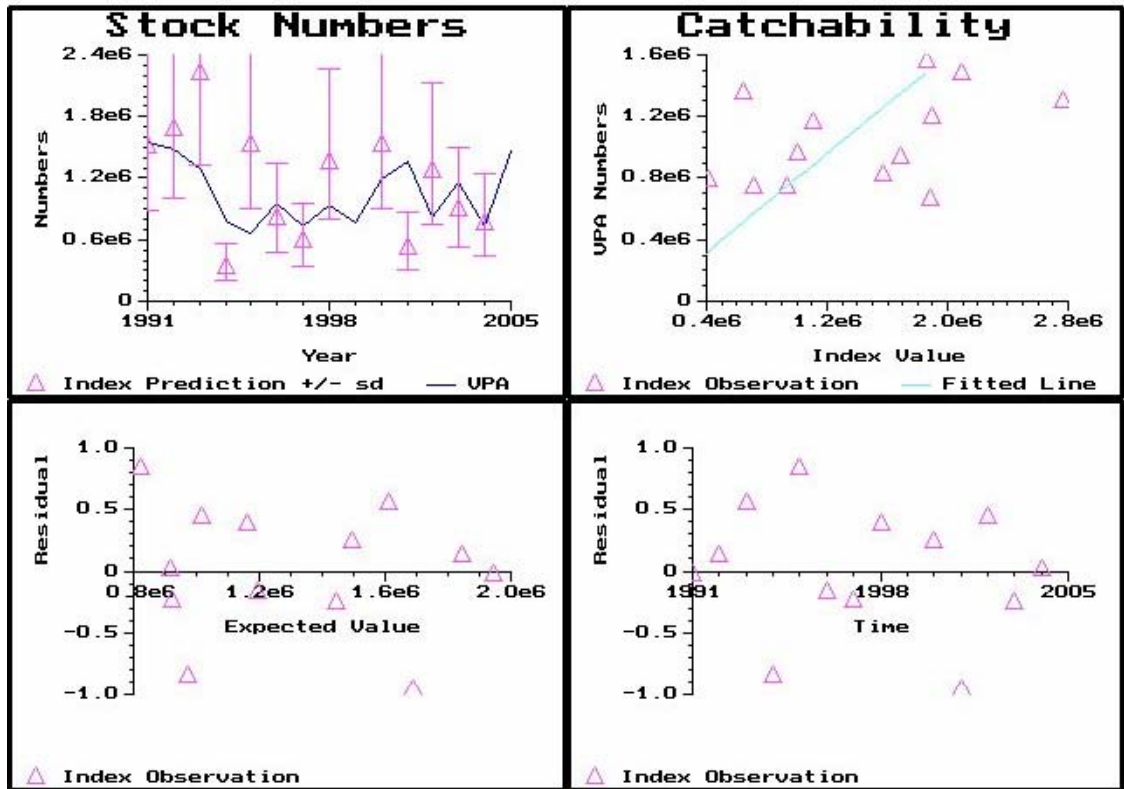 Stock Numbers
2.4e6
1.8e6
1.2e6
0.6e6
0
Numbers
1991 1998 2005
Year
Index Prediction +/- sd VPA
Catchability
1.6e6
1.2e6
0.8e6
0.4e6
0
VPA Numbers
0.4e6 1.2e6 2.0e6 2.8e6
Index Value
Index Observation Fitted Line
1.0
0.5
0
-0.5
-1.0
Residual
0.8e6 1.2e6 1.6e6 2.0e6
Expected Value
Index Observation
1.0
0.5
0
-0.5
-1.0
Residual
1991 1998 2005
Time
Index Observation